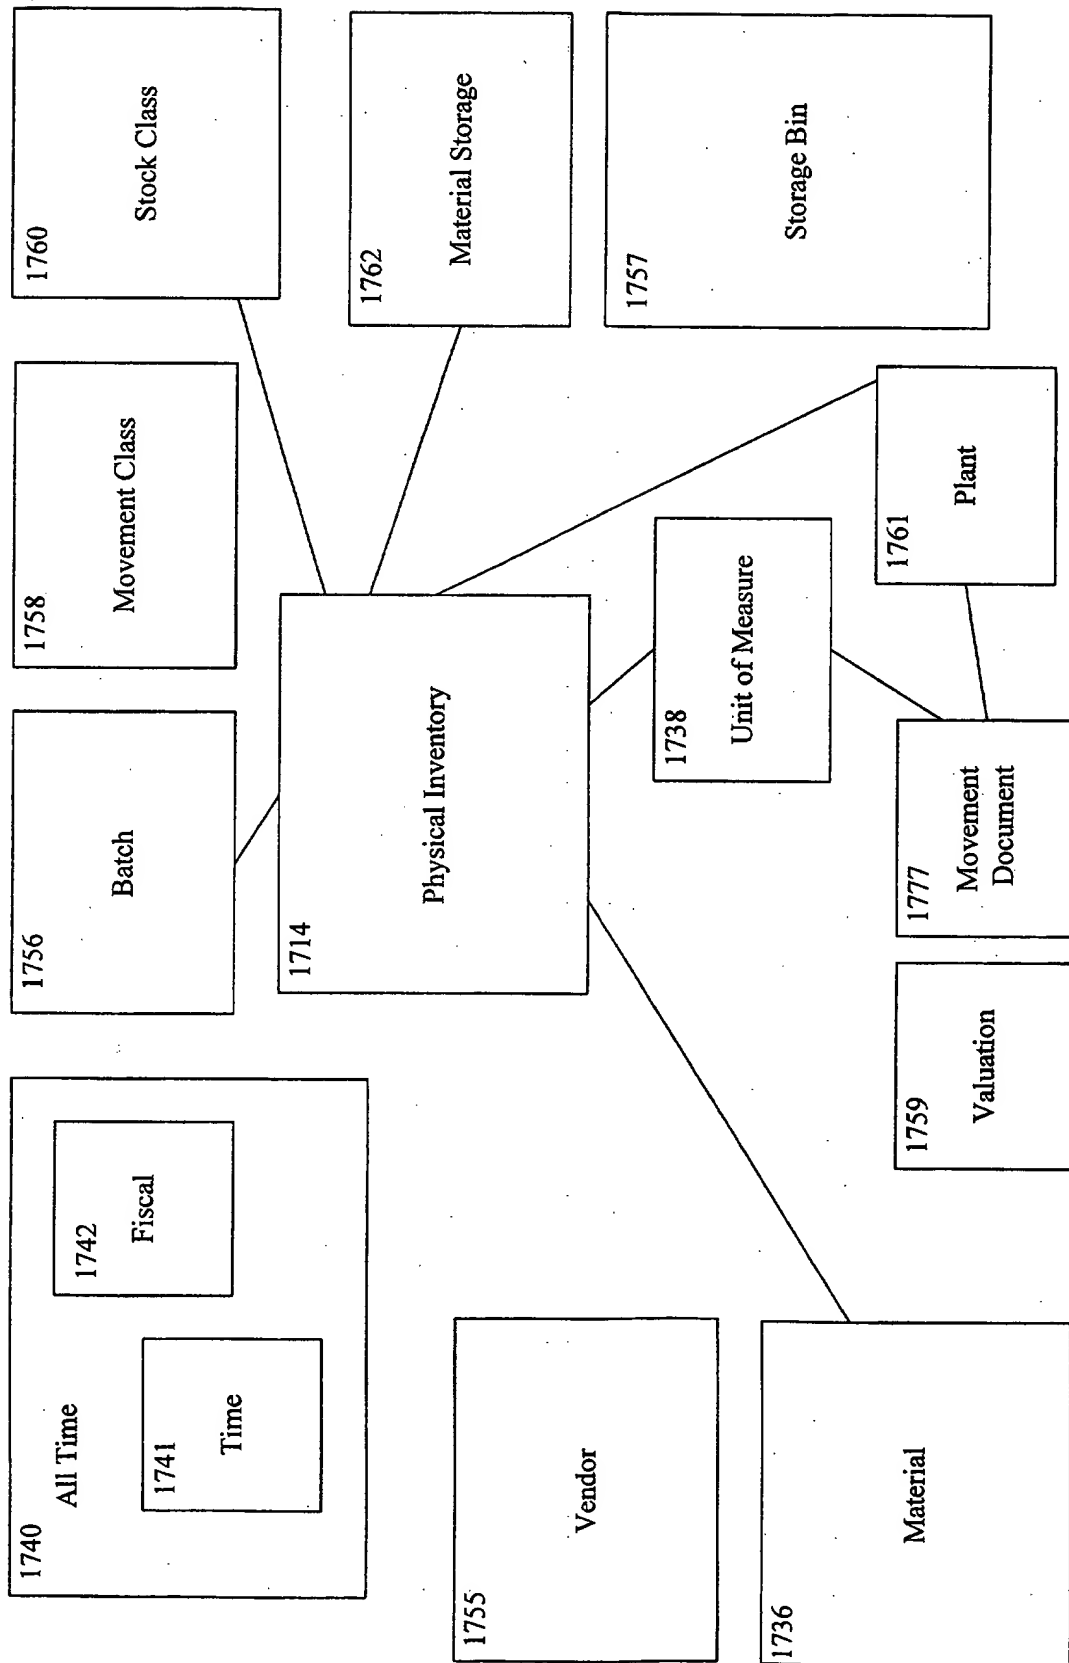 1740
All Time
1741
Time
1742
Fiscal
1756
Batch
1758
Movement Class
1760
Stock Class
1714
Physical Inventory
1762
Material Storage
1755
Vendor
1738
Unit of Measure
1757
Storage Bin
1736
Material
1759
Valuation
1777
Movement
Document
1761
Plant